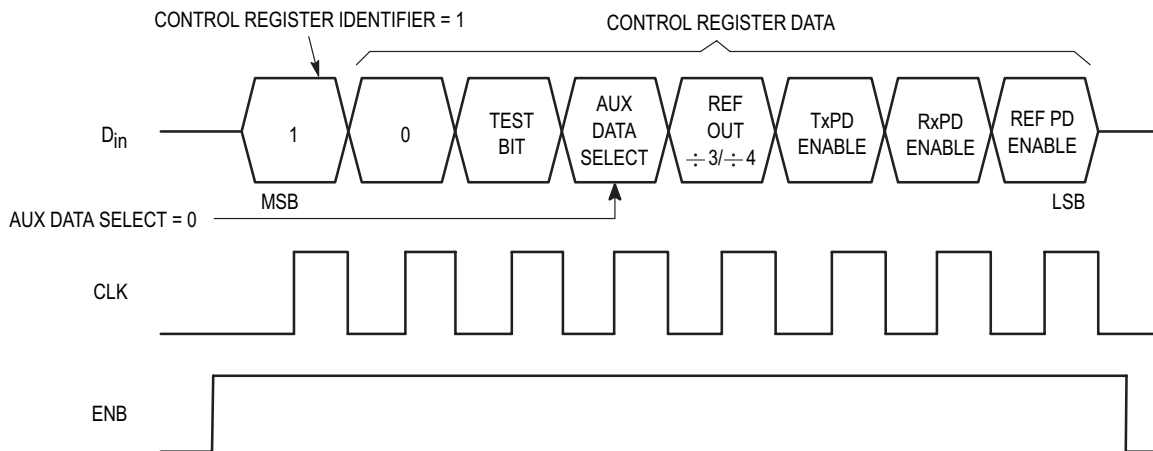 CONTROL REGISTER IDENTIFIER = 1
CONTROL REGISTER DATA
Din
1
0
TEST
BIT
AUX
DATA
SELECT
REF
OUT
÷3/÷4
TxPD
ENABLE
RxPD
ENABLE
REF PD
ENABLE
MSB
LSB
AUX DATA SELECT = 0
CLK
ENB